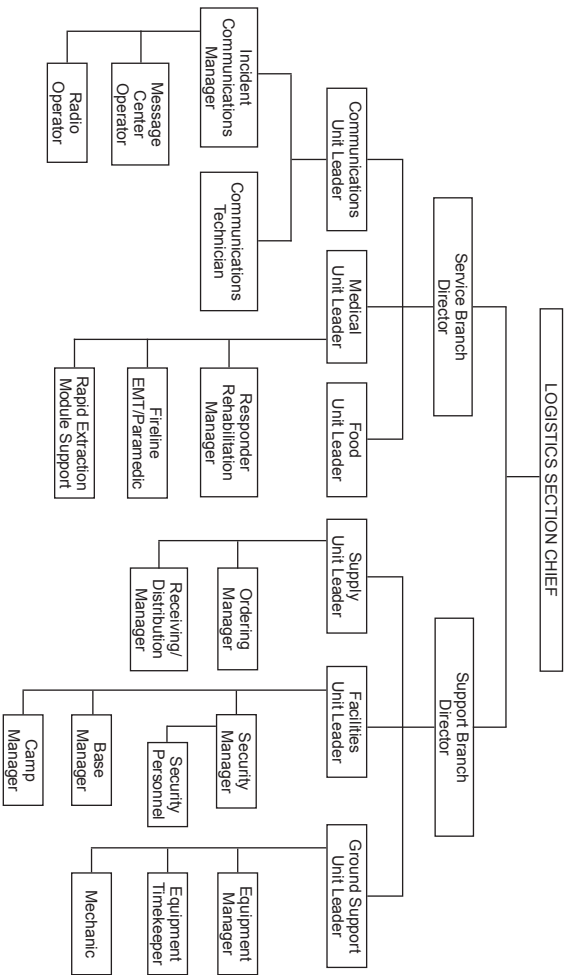 LOGISTICS SECTION CHIEF
Service Branch
Director
Support Branch
Director
Communications
Unit Leader
Medical
Unit Leader
Food
Unit Leader
Supply
Unit Leader
Facilities
Unit Leader
Ground Support
Unit Leader
Incident
Communications
Manager
Communications
Technician
Message
Center
Operator
Radio
Operator
Responder
Rehabilitation
Manager
Fireline
EMT/Paramedic
Rapid Extraction
Module Support
Ordering
Manager
Receiving/
Distribution
Manager
Security
Manager
Security
Personnel
Base
Manager
Camp
Manager
Equipment
Manager
Equipment
Timekeeper
Mechanic